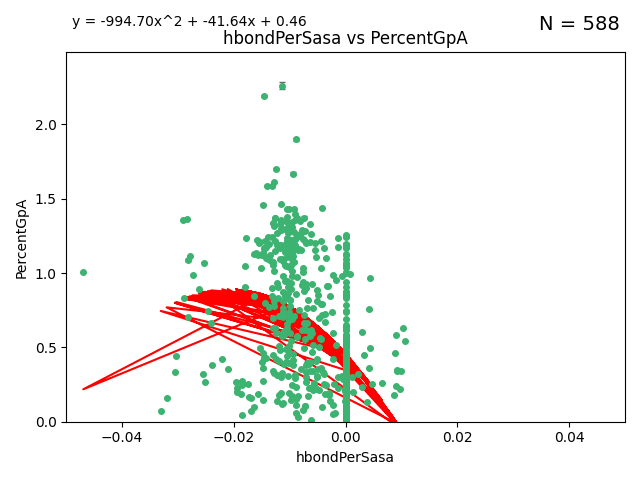 y = -994.70x^2 + -41.64x + 0.46
N = 588
hbondPerSasa vs PercentGpA
PercentGpA
2.0
1.5
1.0
0.5
0.0
−0.04
−0.02
0.00
0.02
0.04
hbondPerSasa